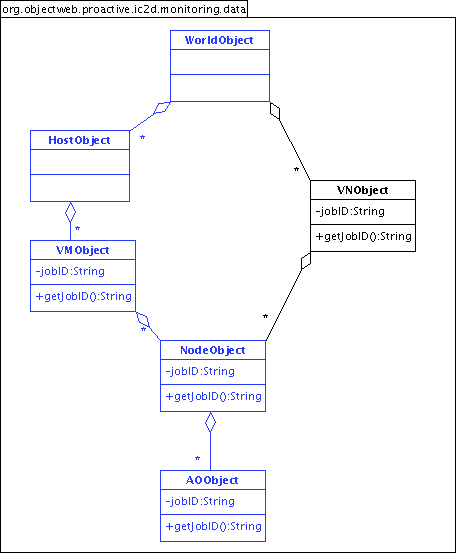 org.objectweb.proactive.ic2d.monitoring.data
WorldObject
*
HostObject
*
VNObject
-jobID:String
+getJobID():String
*
VMObject
-jobID:String
+getJobID():String
*
*
NodeObject
-jobID:String
+getJobID():String
*
AOObject
-jobID:String
+getJobID():String